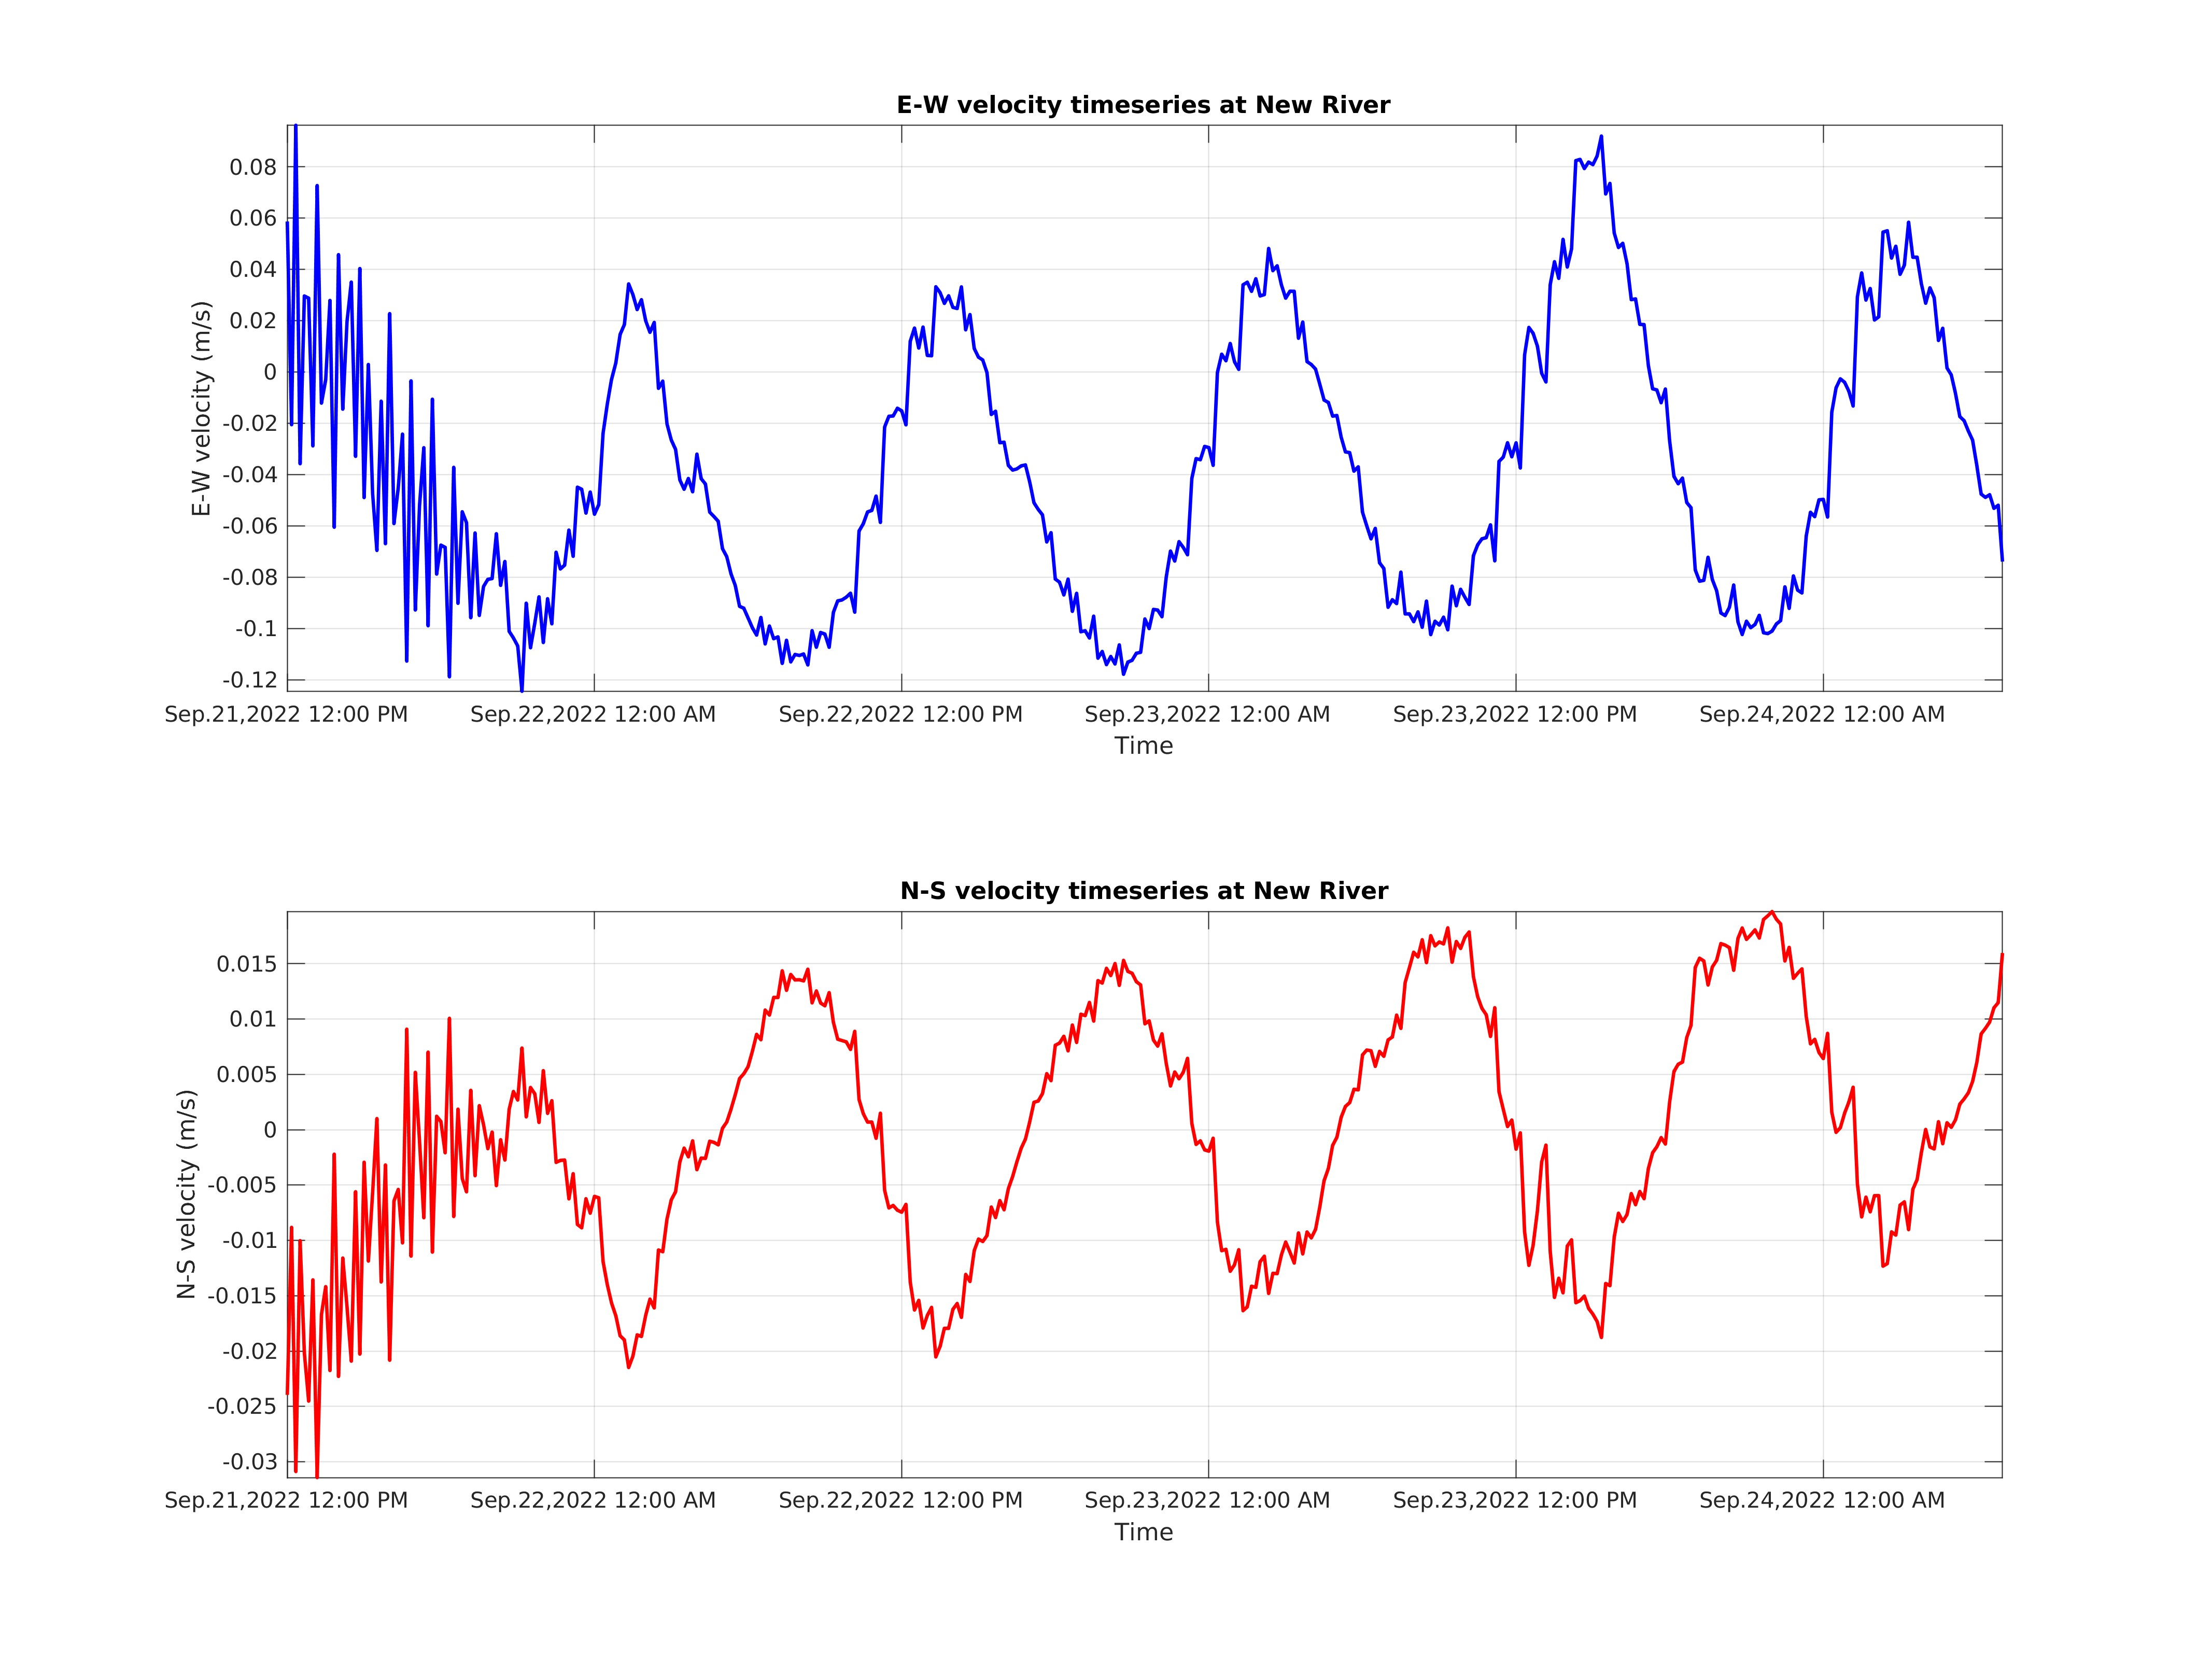 E-W velocity timeseries at New River
E-W velocity (m/s)
0.08
0.06
0.04
0.02
0
-0.02
-0.04
-0.06
-0.08
-0.1
-0.12
Sep.21,2022 12:00 PM Sep.22,2022 12:00 AM Sep.22,2022 12:00 PM Sep.23,2022 12:00 AM Sep.23,2022 12:00 PM Sep.24,2022 12:00 AM
Time
N-S velocity timeseries at New River
N-S velocity (m/s)
0.015
0.01
0.005
0
-0.005
-0.01
-0.015
-0.02
-0.025
-0.03
Sep.21,2022 12:00 PM Sep.22,2022 12:00 AM Sep.22,2022 12:00 PM Sep.23,2022 12:00 AM Sep.23,2022 12:00 PM Sep.24,2022 12:00 AM
Time